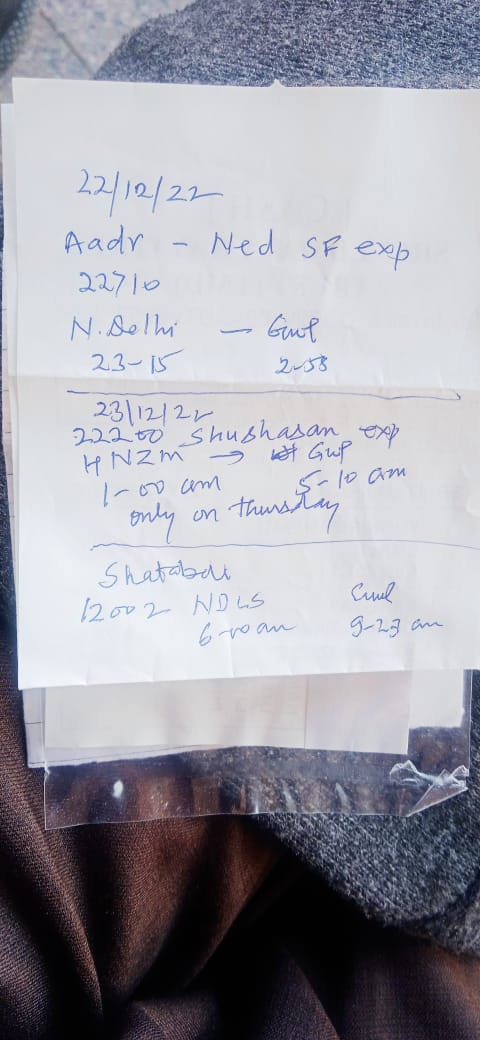 22/12/22
Aadr - Ned SF exp
22710
N. Delhi — Gwl
23-15 2-58
23/12/22
22200 Shushasan exp
HNZM → Gwl
1-00 am 5-10 am
only on thursday
Shatabdi
12002 NDLS Gwl
6-00 am 9-23 am